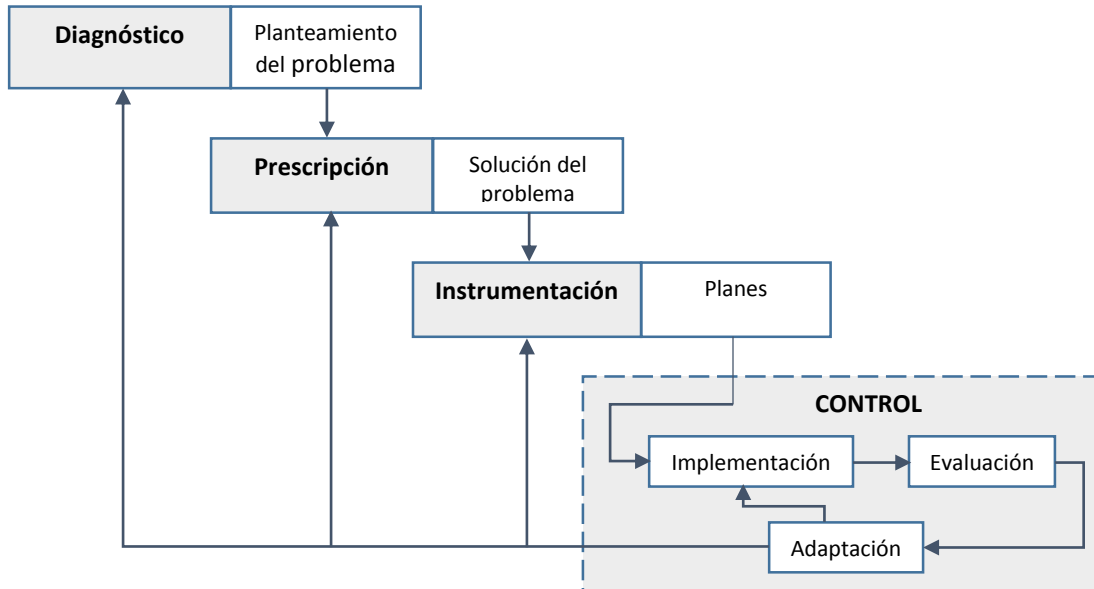 Diagnóstico
Planteamiento
del problema
Prescripción
Solución del
problema
Instrumentación
Planes
CONTROL
Implementación
Evaluación
Adaptación